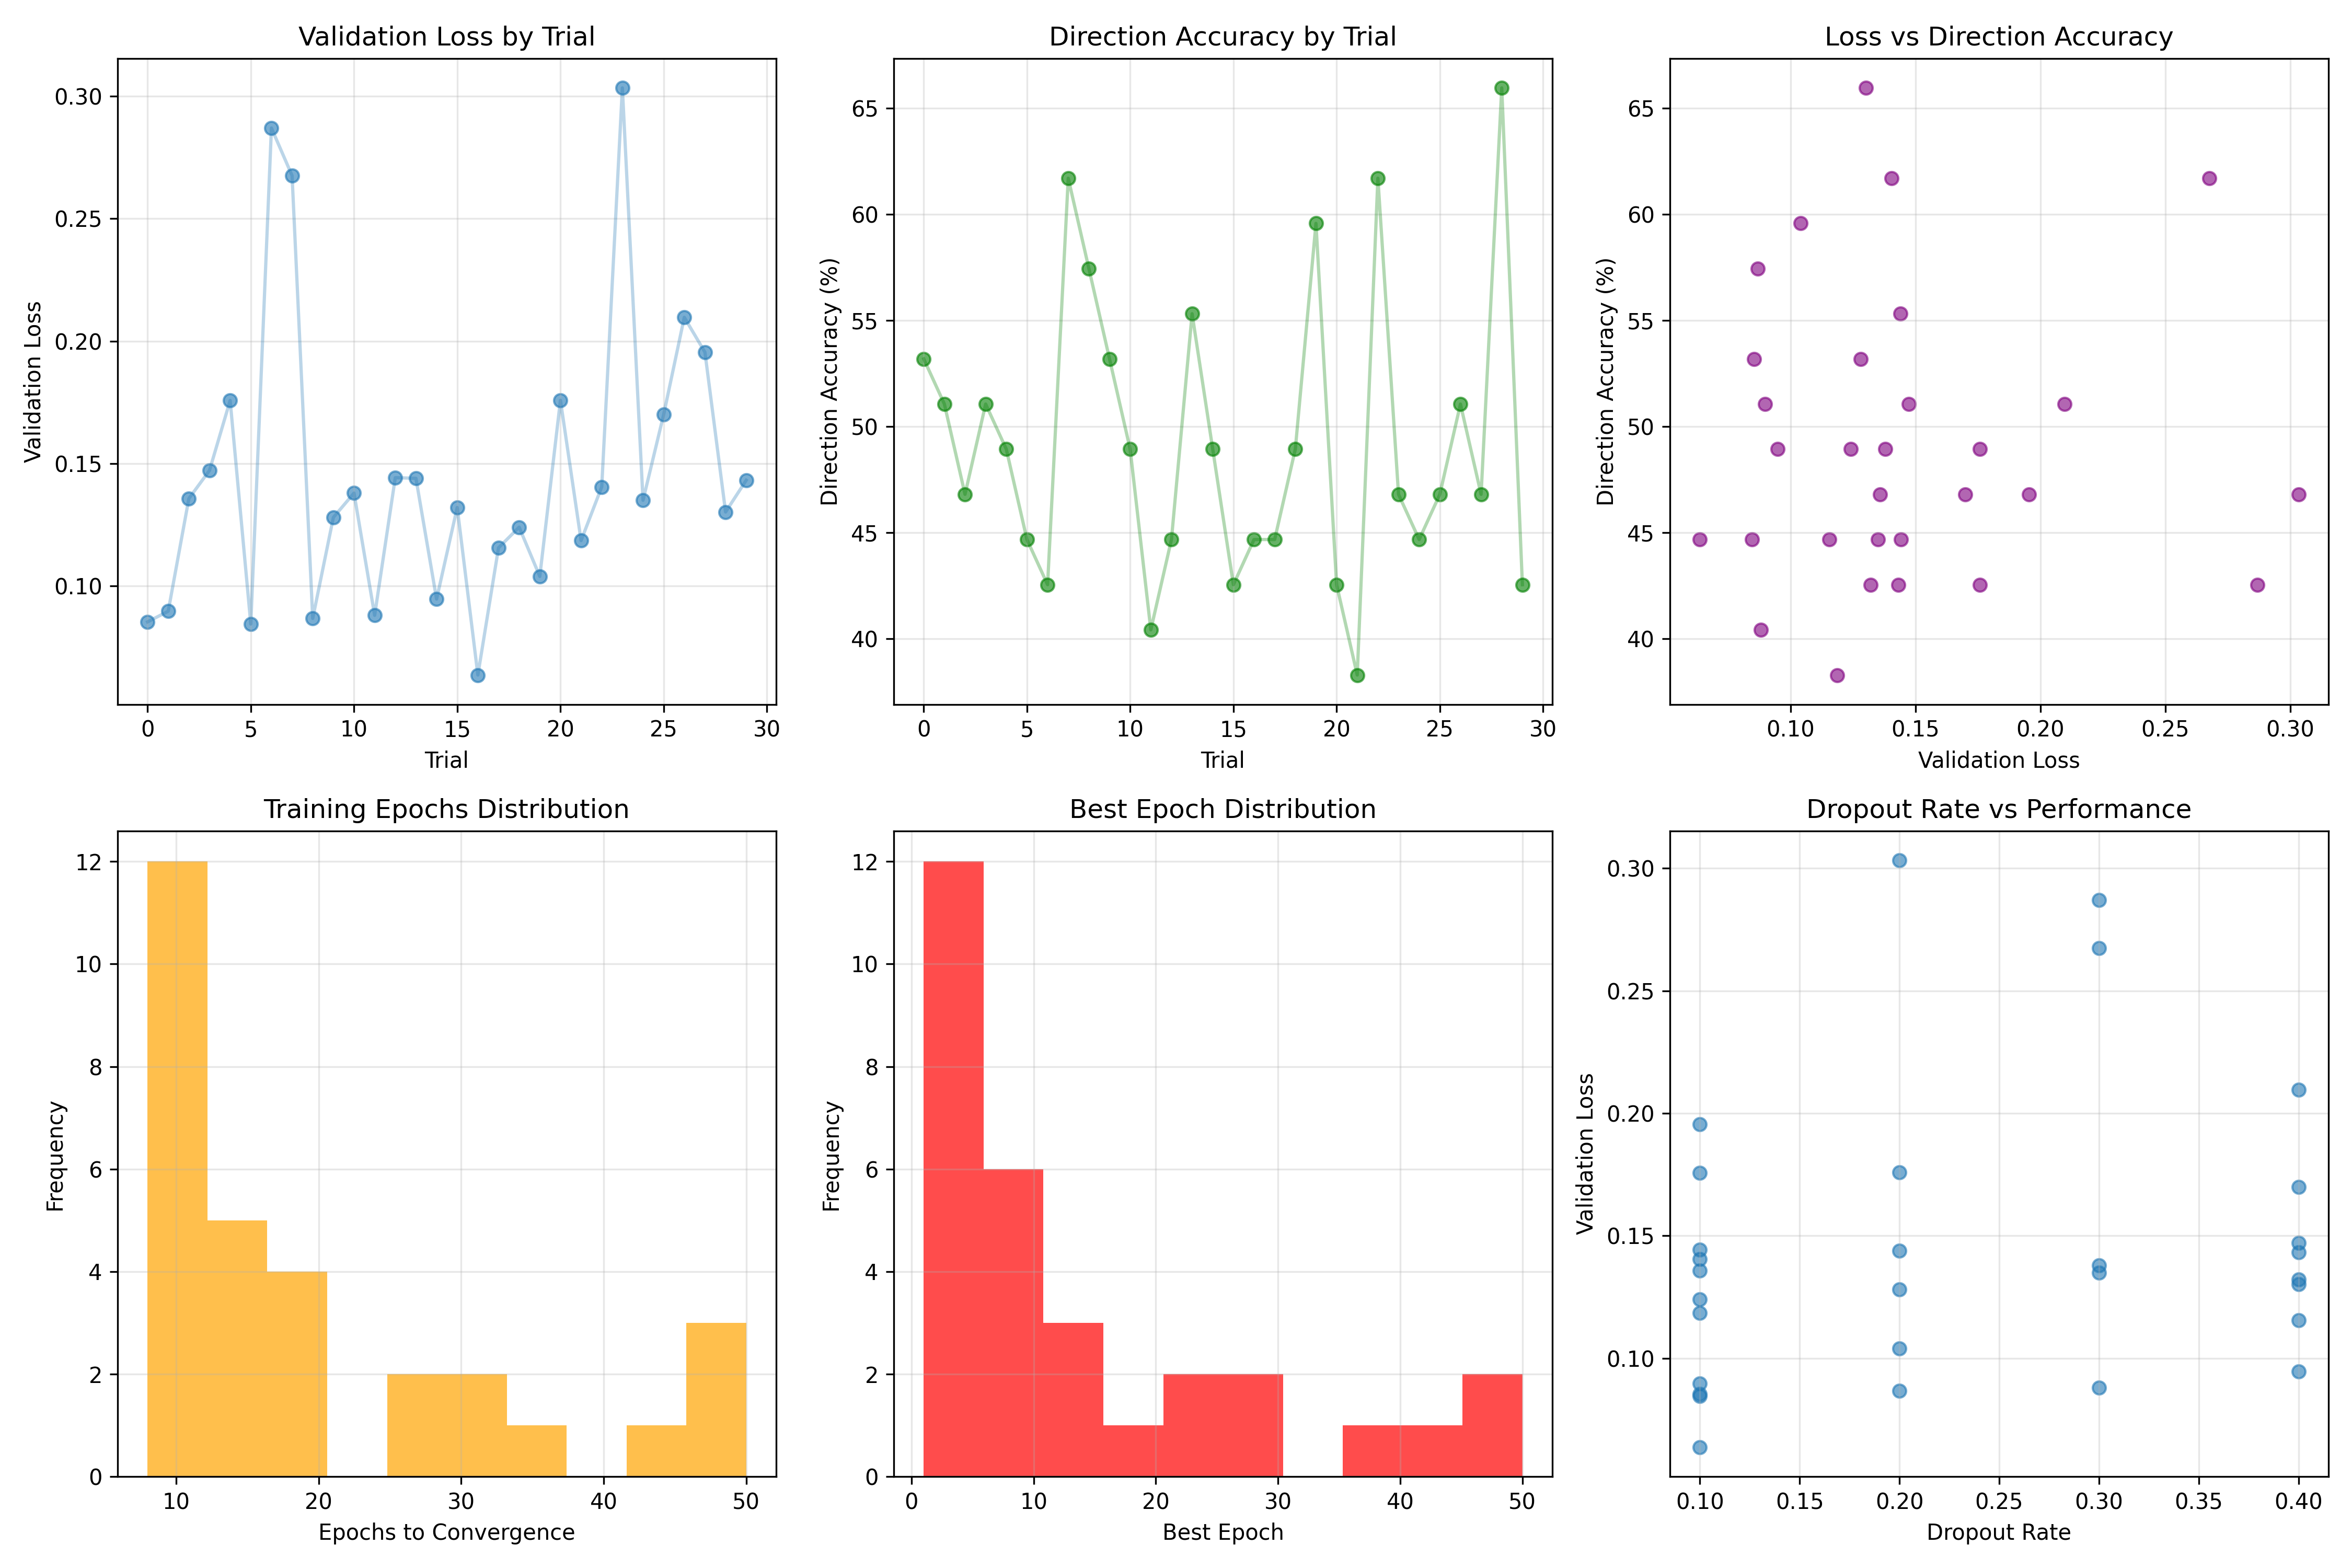 Validation Loss by Trial
Validation Loss
0.30
0.25
0.20
0.15
0.10
0 5 10 15 20 25 30
Trial
Direction Accuracy by Trial
Direction Accuracy (%)
65
60
55
50
45
40
0 5 10 15 20 25 30
Trial
Loss vs Direction Accuracy
Direction Accuracy (%)
65
60
55
50
45
40
0.10 0.15 0.20 0.25 0.30
Validation Loss
Training Epochs Distribution
Frequency
12
10
8
6
4
2
0
10 20 30 40 50
Epochs to Convergence
Best Epoch Distribution
Frequency
12
10
8
6
4
2
0
0 10 20 30 40 50
Best Epoch
Dropout Rate vs Performance
Validation Loss
0.30
0.25
0.20
0.15
0.10
0.10 0.15 0.20 0.25 0.30 0.35 0.40
Dropout Rate